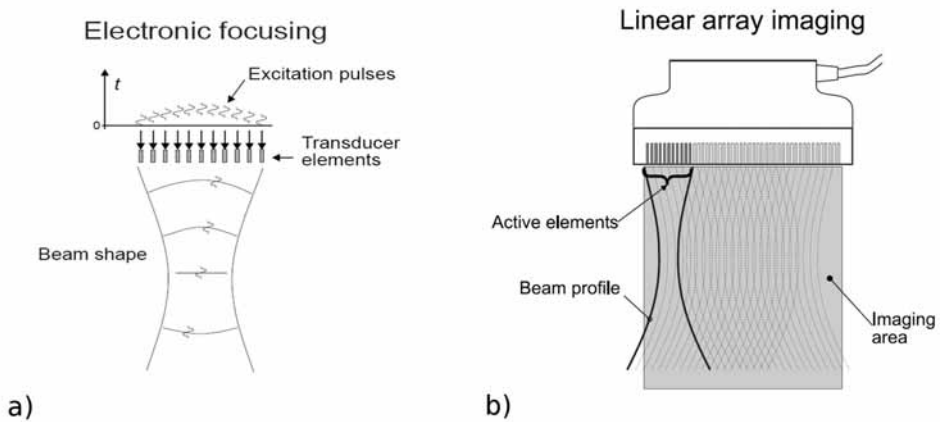 Electronic focusing
t
Excitation pulses
0
Transducer
elements
Beam shape
a)
Linear array imaging
Active elements
Beam profile
Imaging
area
b)